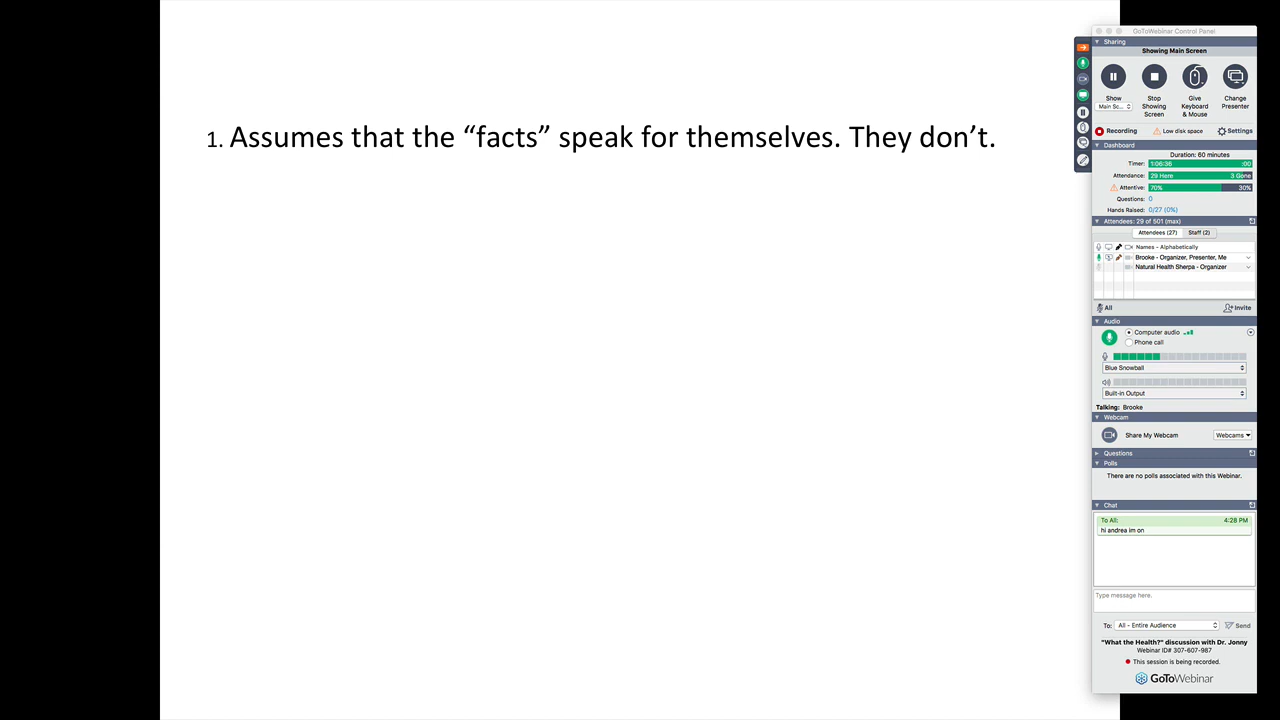 1. Assumes that the “facts” speak for themselves. They don’t.
GoToWebinar Control Panel
Sharing
Showing Main Screen
Show
Main Sc...
Stop
Showing
Screen
Give
Keyboard
& Mouse
Change
Presenter
Recording
Low disk space
Settings
Dashboard
Duration: 60 minutes
Timer: 1:06:36 :00
Attendance: 29 Here 3 Gone
Attentive: 70% 30%
Questions: 0
Hands Raised: 0/27 (0%)
Attendees: 29 of 501 (max)
Attendees (27) Staff (2)
Names - Alphabetically
Brooke - Organizer, Presenter, Me
Natural Health Sherpa - Organizer
All
Invite
Audio
Computer audio
Phone call
Blue Snowball
Built-in Output
Talking: Brooke
Webcam
Share My Webcam
Webcams
Questions
Polls
There are no polls associated with this Webinar.
Chat
To All: 4:28 PM
hi andrea im on
Type message here.
To: All - Entire Audience
Send
"What the Health?" discussion with Dr. Jonny
Webinar ID# 307-607-987
This session is being recorded.
GoToWebinar